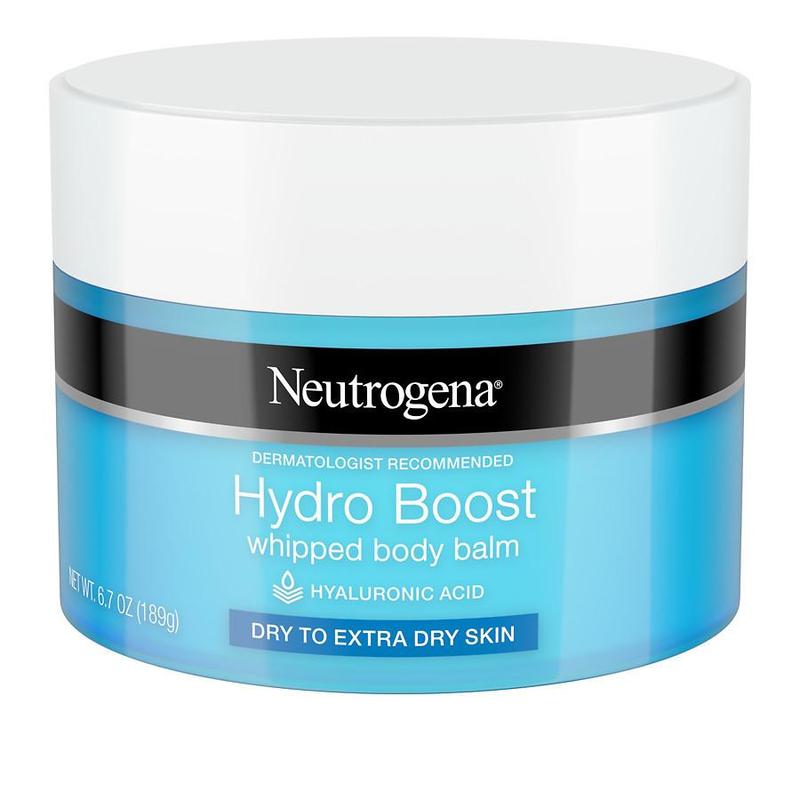 Neutrogena®
DERMATOLOGIST RECOMMENDED
Hydro Boost
whipped body balm
HYALURONIC ACID
NET WT. 6.7 OZ (189g)
DRY TO EXTRA DRY SKIN